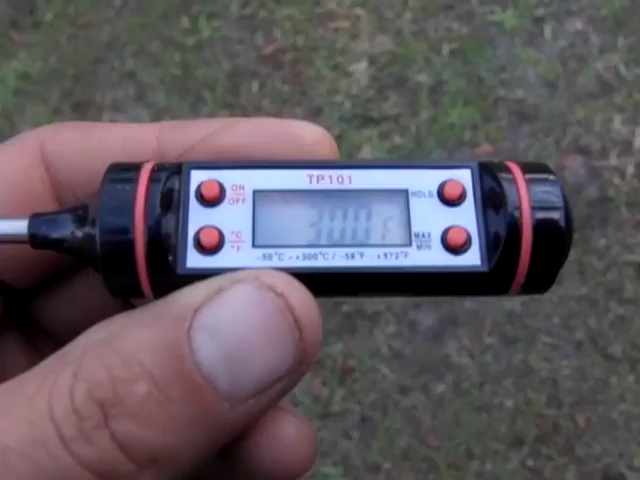 TP101
ON
OFF
HOLD
°C
°F
MAX
MIN
-50°C-+300°C/-58°F-+572°F